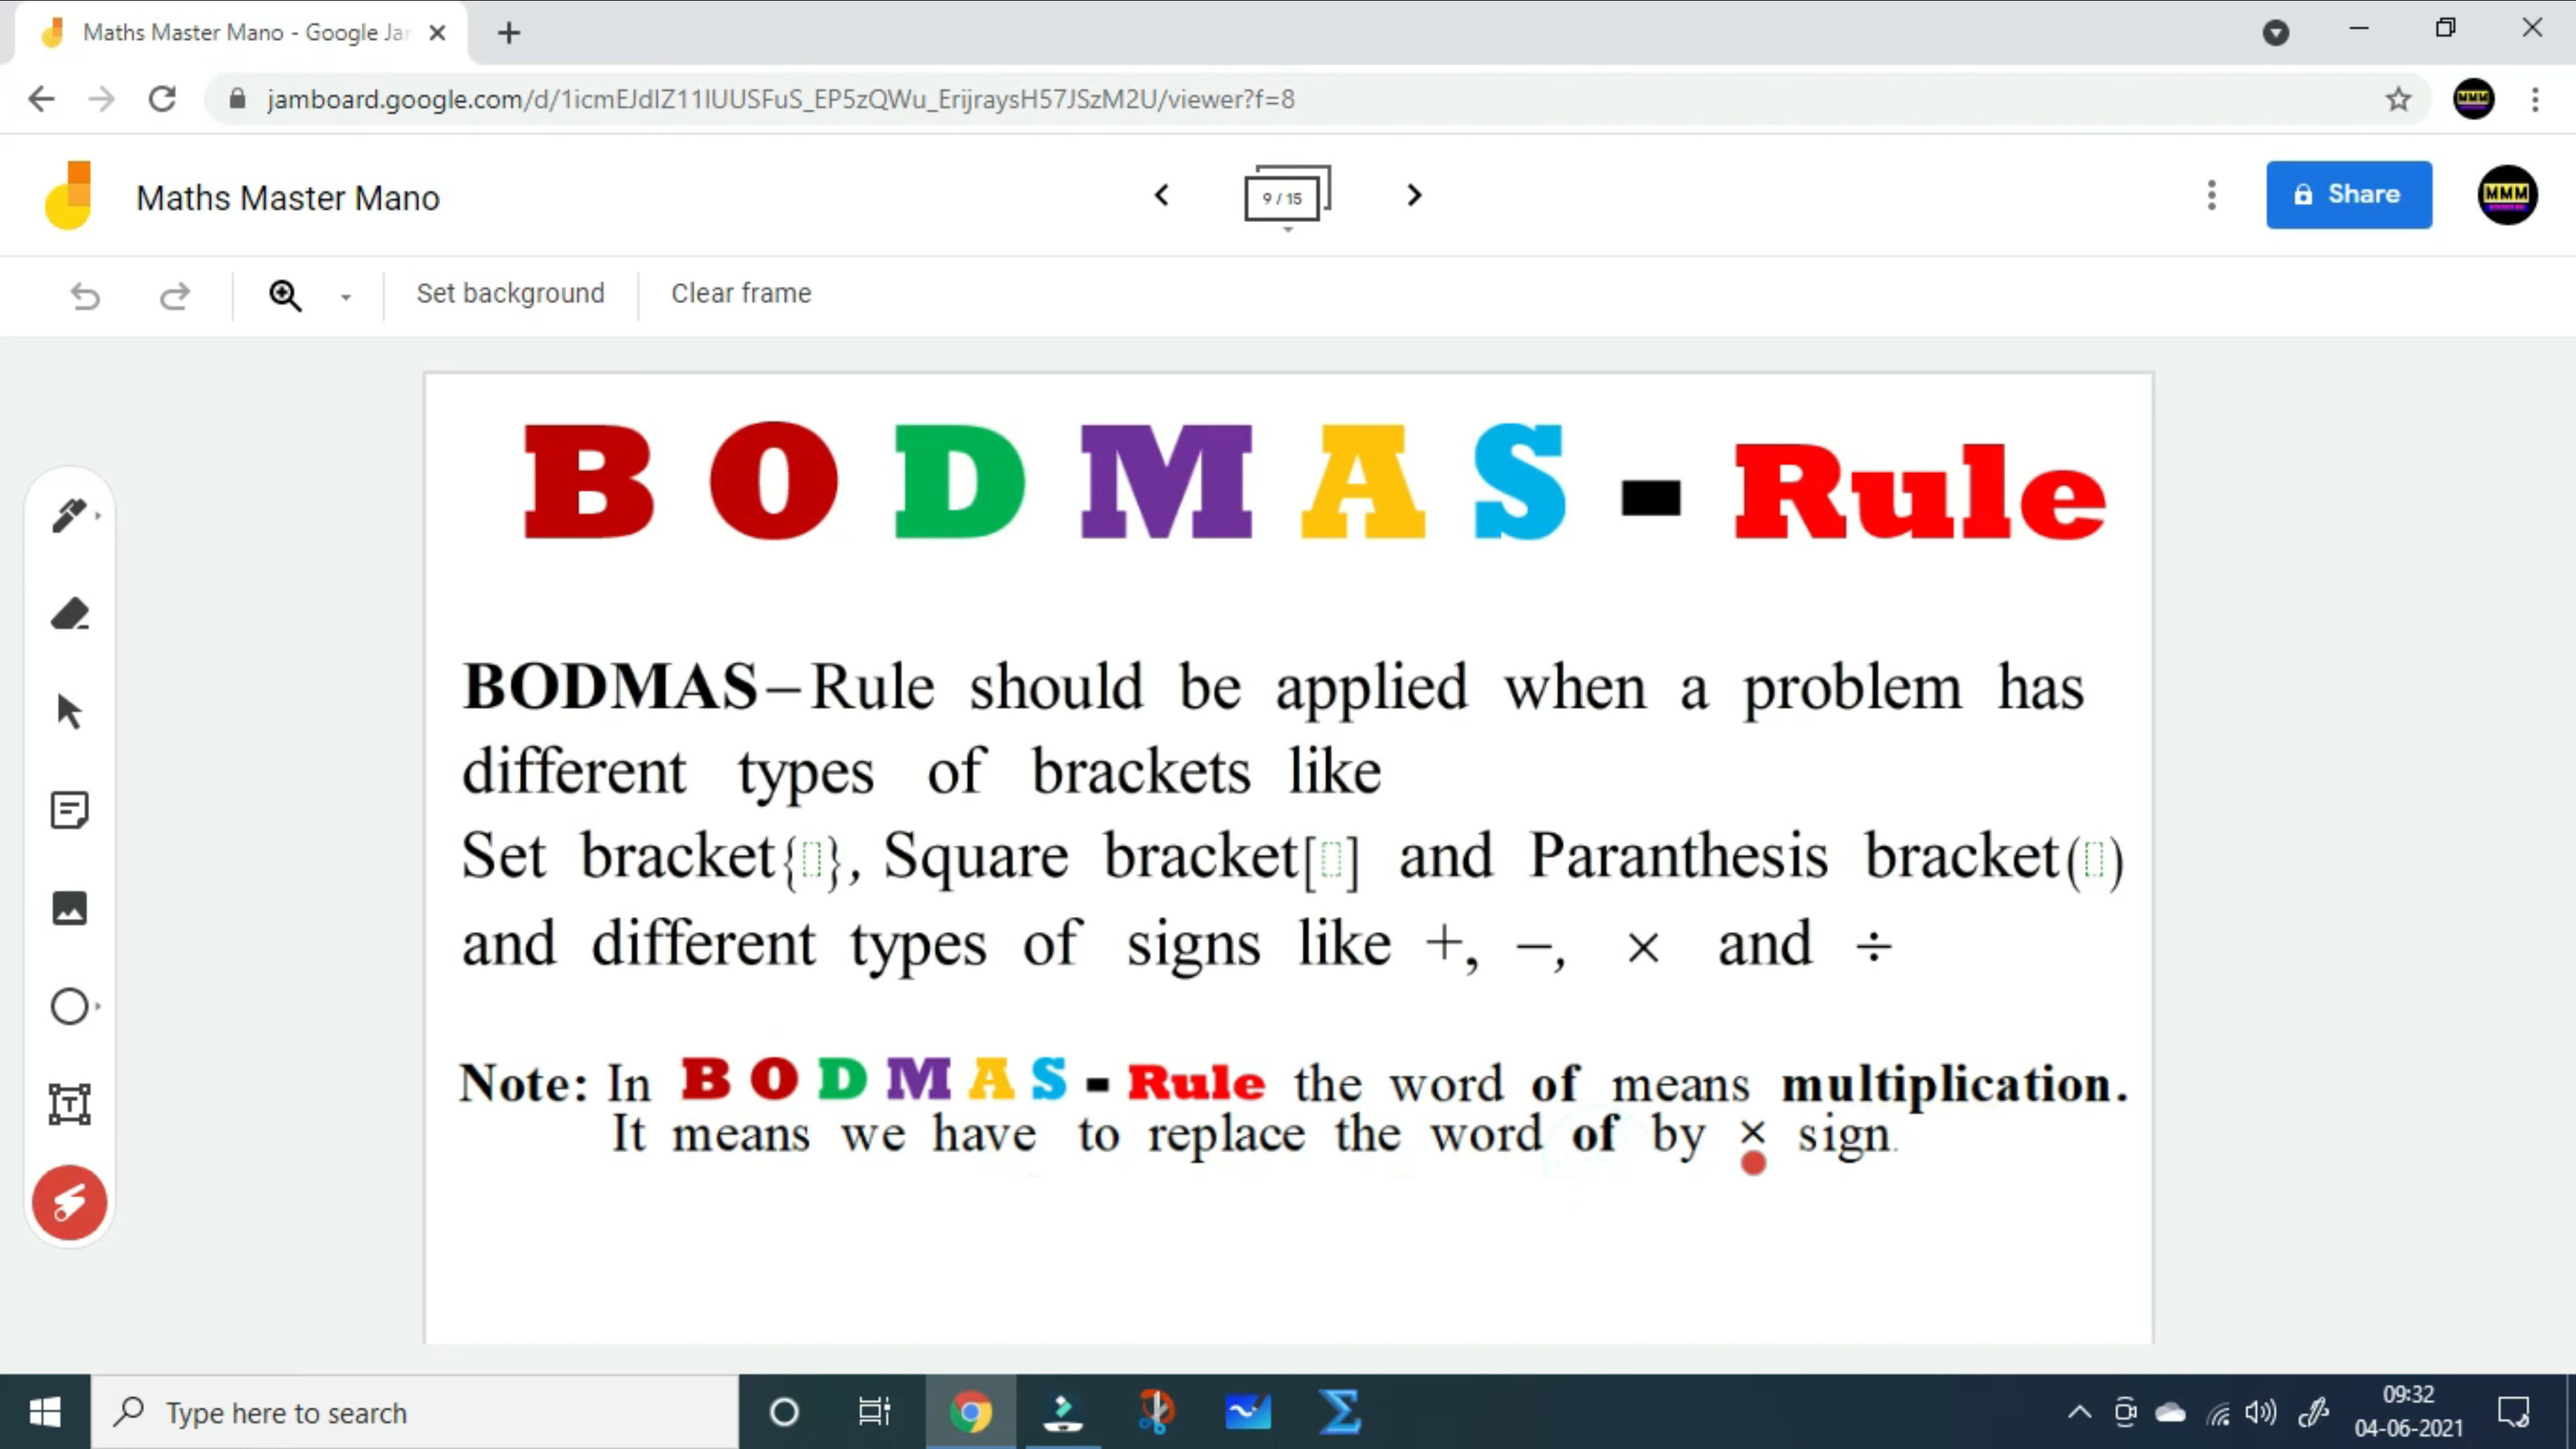 Maths Master Mano - Google Jar
jamboard.google.com/d/1icmEJdIZ11IUUSFuS_EP5zQWu_ErijraysH57JSzM2U/viewer?f=8
MMM
Maths Master Mano
9 / 15
Share
MMM
Set background
Clear frame
B O D M A S - Rule
BODMAS–Rule should be applied when a problem has
different types of brackets like
Set bracket{ }, Square bracket[ ] and Paranthesis bracket( )
and different types of signs like +, −, × and ÷
Note: In B O D M A S - Rule the word of means multiplication.
It means we have to replace the word of by × sign.
Type here to search
09:32
04-06-2021